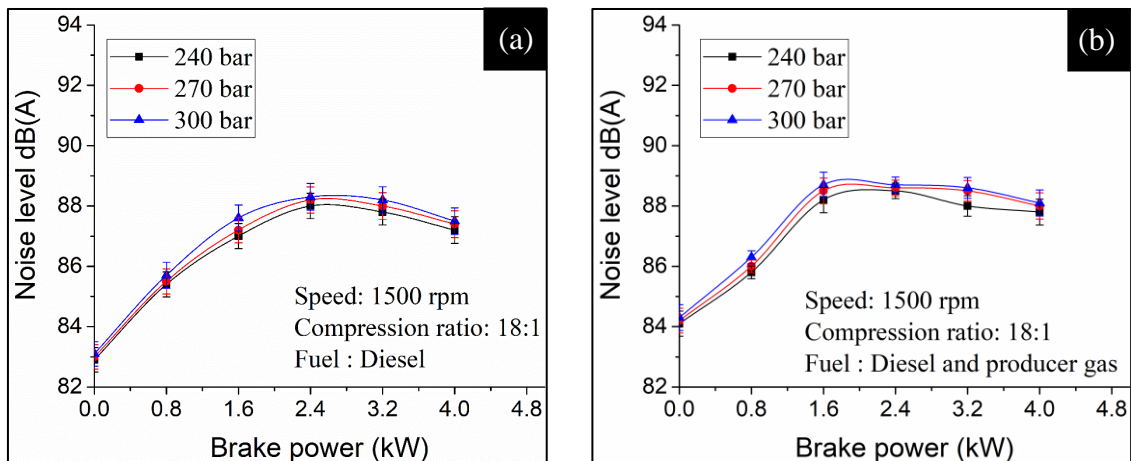 (a)
94
92
90
88
86
84
82
Noise level dB(A)
240 bar
270 bar
300 bar
Speed: 1500 rpm
Compression ratio: 18:1
Fuel : Diesel
0.0 0.8 1.6 2.4 3.2 4.0 4.8
Brake power (kW)
(b)
94
92
90
88
86
84
82
Noise level dB(A)
240 bar
270 bar
300 bar
Speed: 1500 rpm
Compression ratio: 18:1
Fuel : Diesel and producer gas
0.0 0.8 1.6 2.4 3.2 4.0 4.8
Brake power (kW)